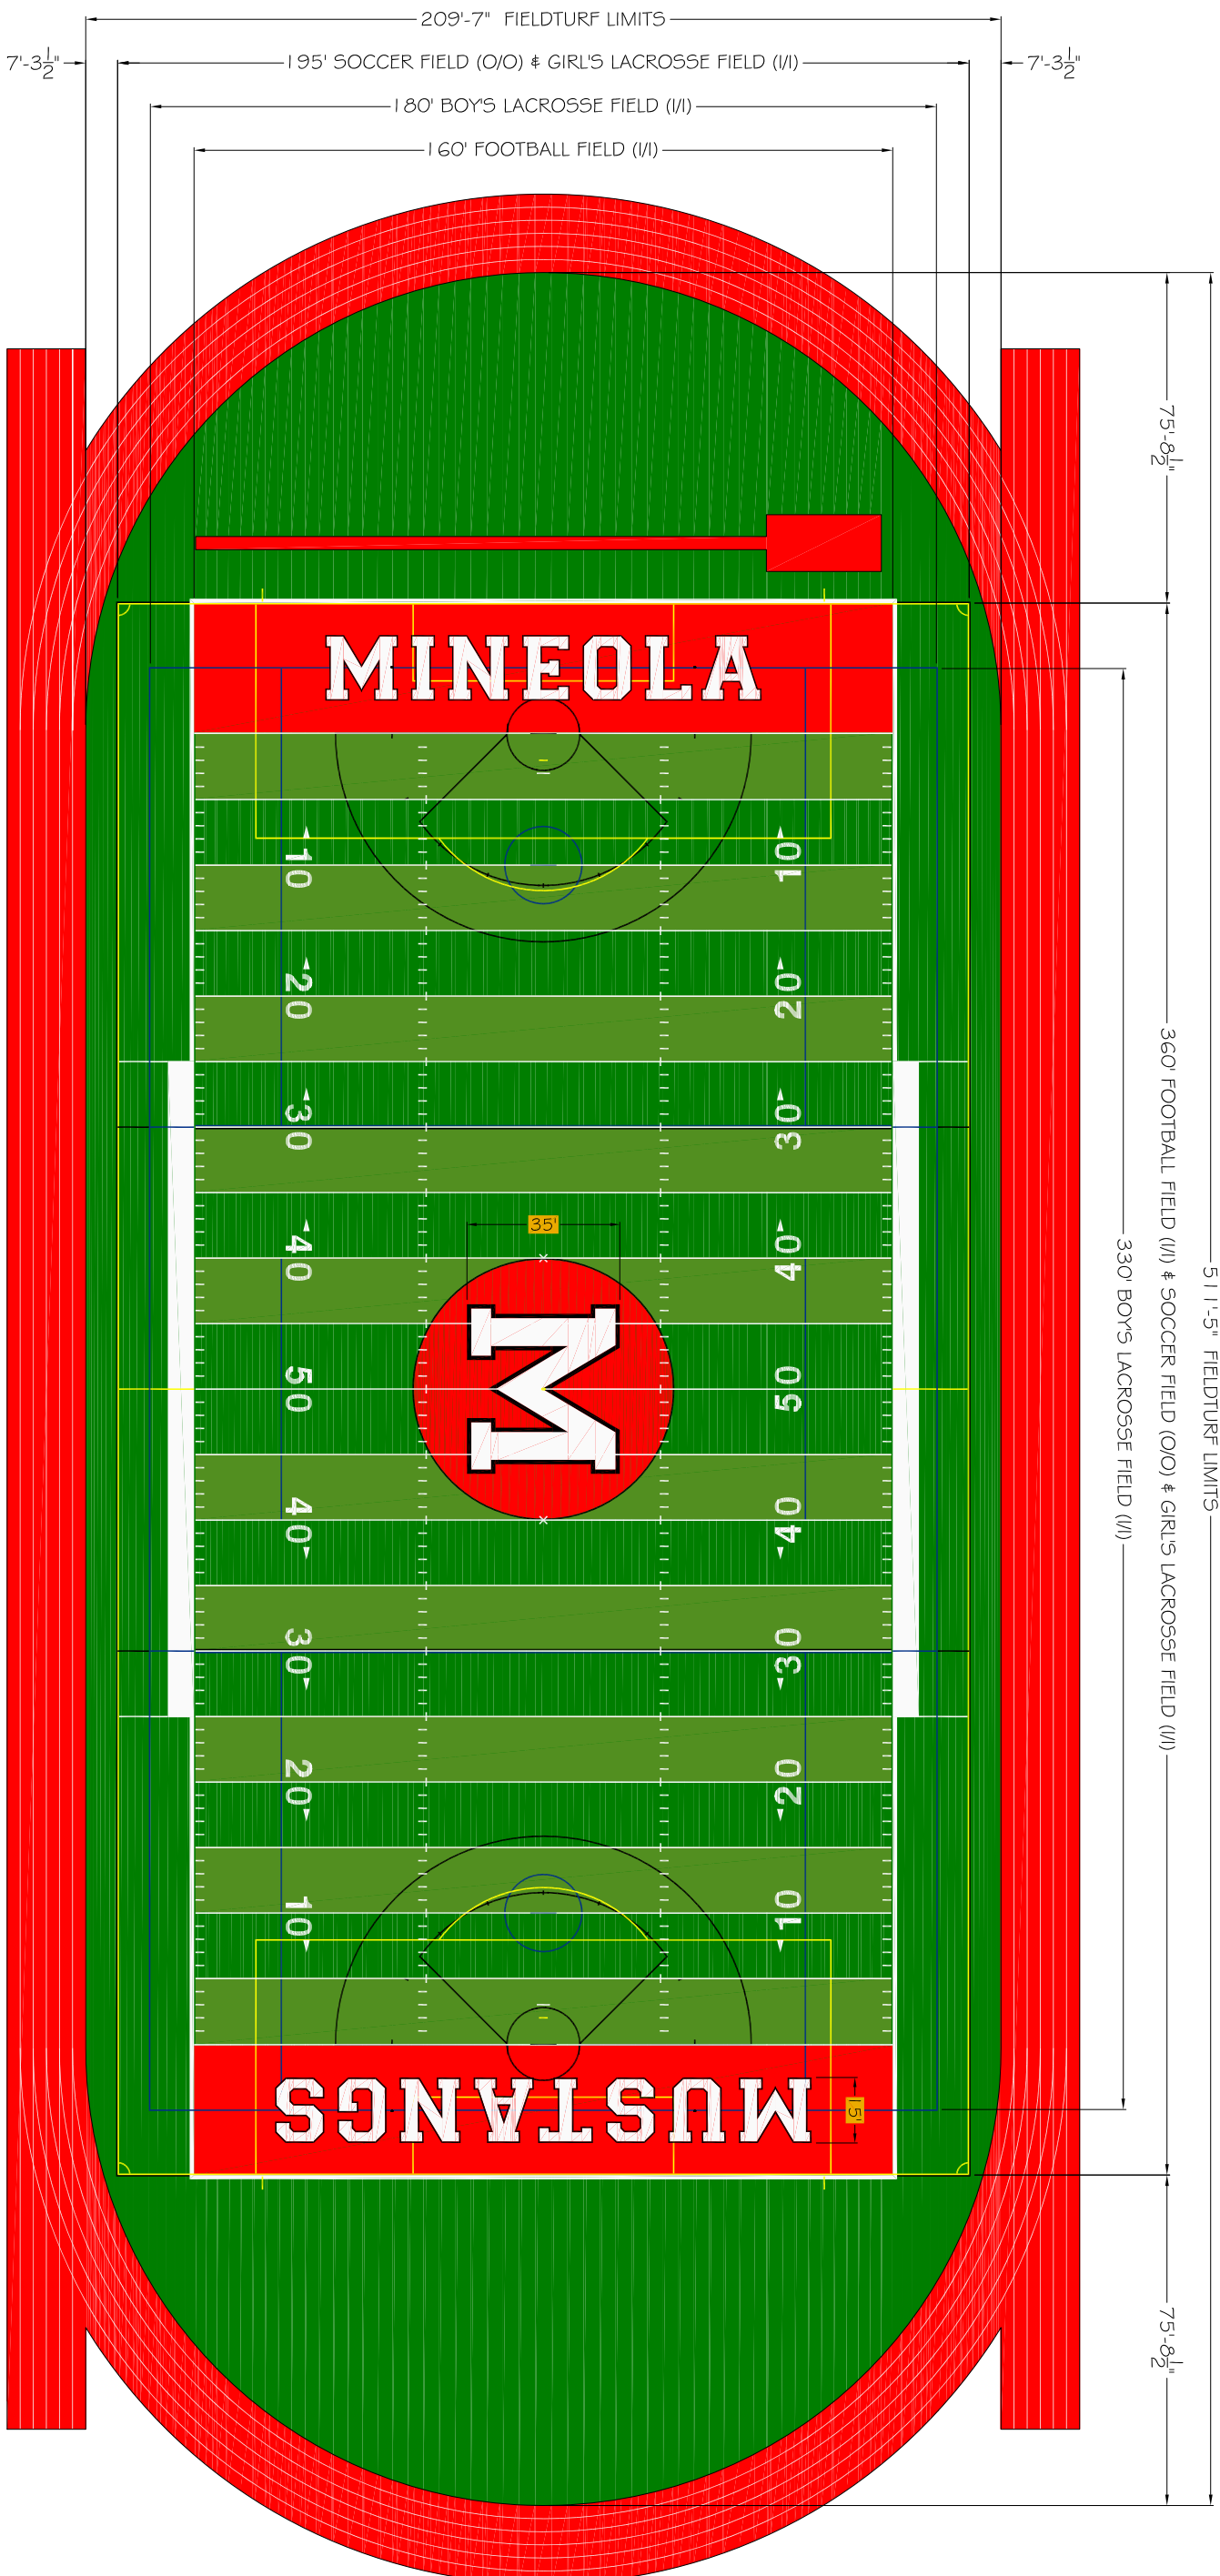 209'-7" FIELDTURF LIMITS
7'-3½"
195' SOCCER FIELD (O/O) & GIRL'S LACROSSE FIELD (I/I)
7'-3½"
180' BOY'S LACROSSE FIELD (I/I)
160' FOOTBALL FIELD (I/I)
75'-8½"
MINEOLA
10
10
20
20
30
30
35'
40
40
M
50
50
40
40
30
30
20
20
10
10
MUSTANGS
15'
330' BOY'S LACROSSE FIELD (I/I)
360' FOOTBALL FIELD (I/I) & SOCCER FIELD (O/O) & GIRL'S LACROSSE FIELD (I/I)
511'-5" FIELDTURF LIMITS
75'-8½"